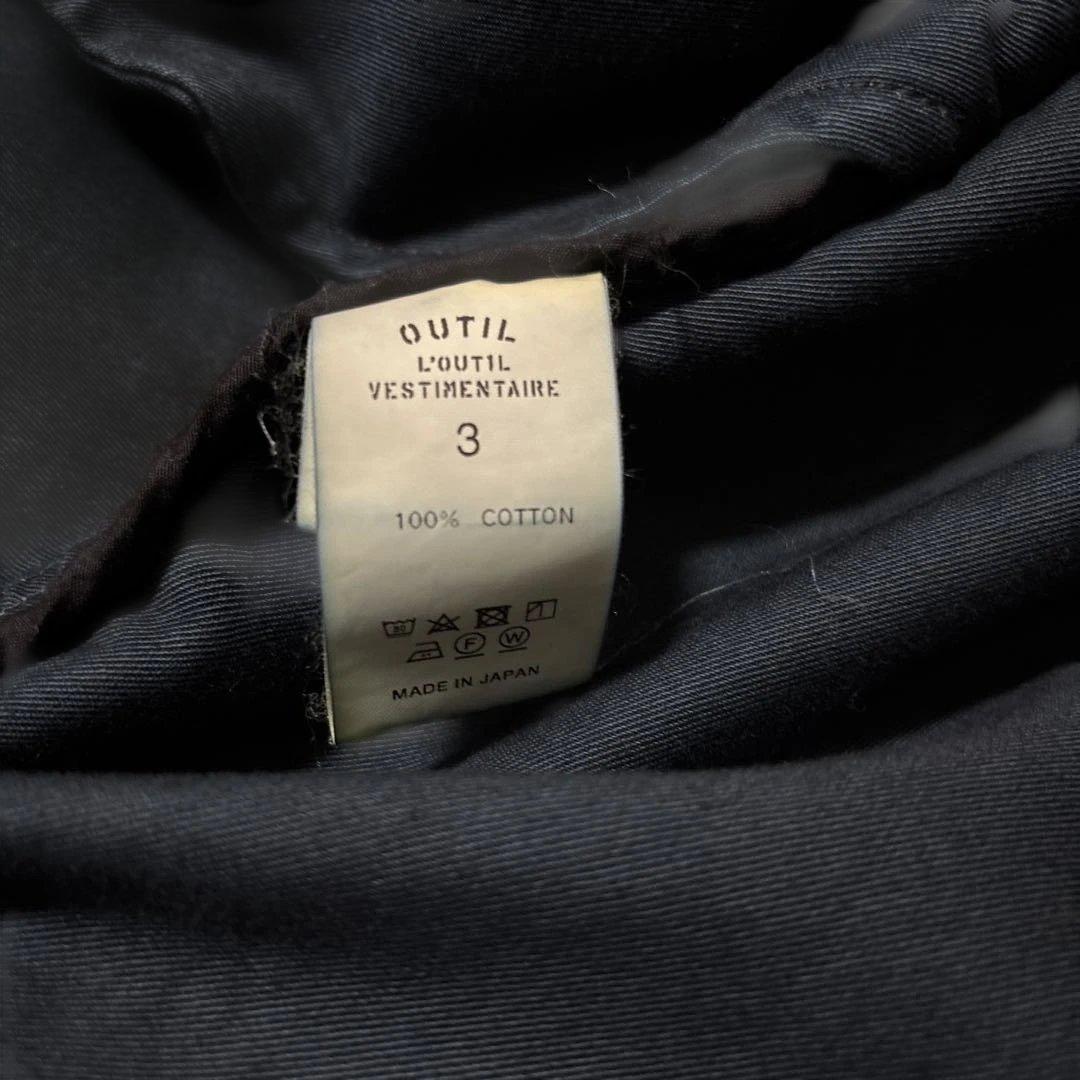 OUTIL
L'OUTIL
VESTIMENTAIRE
3
100% COTTON
F W
MADE IN JAPAN